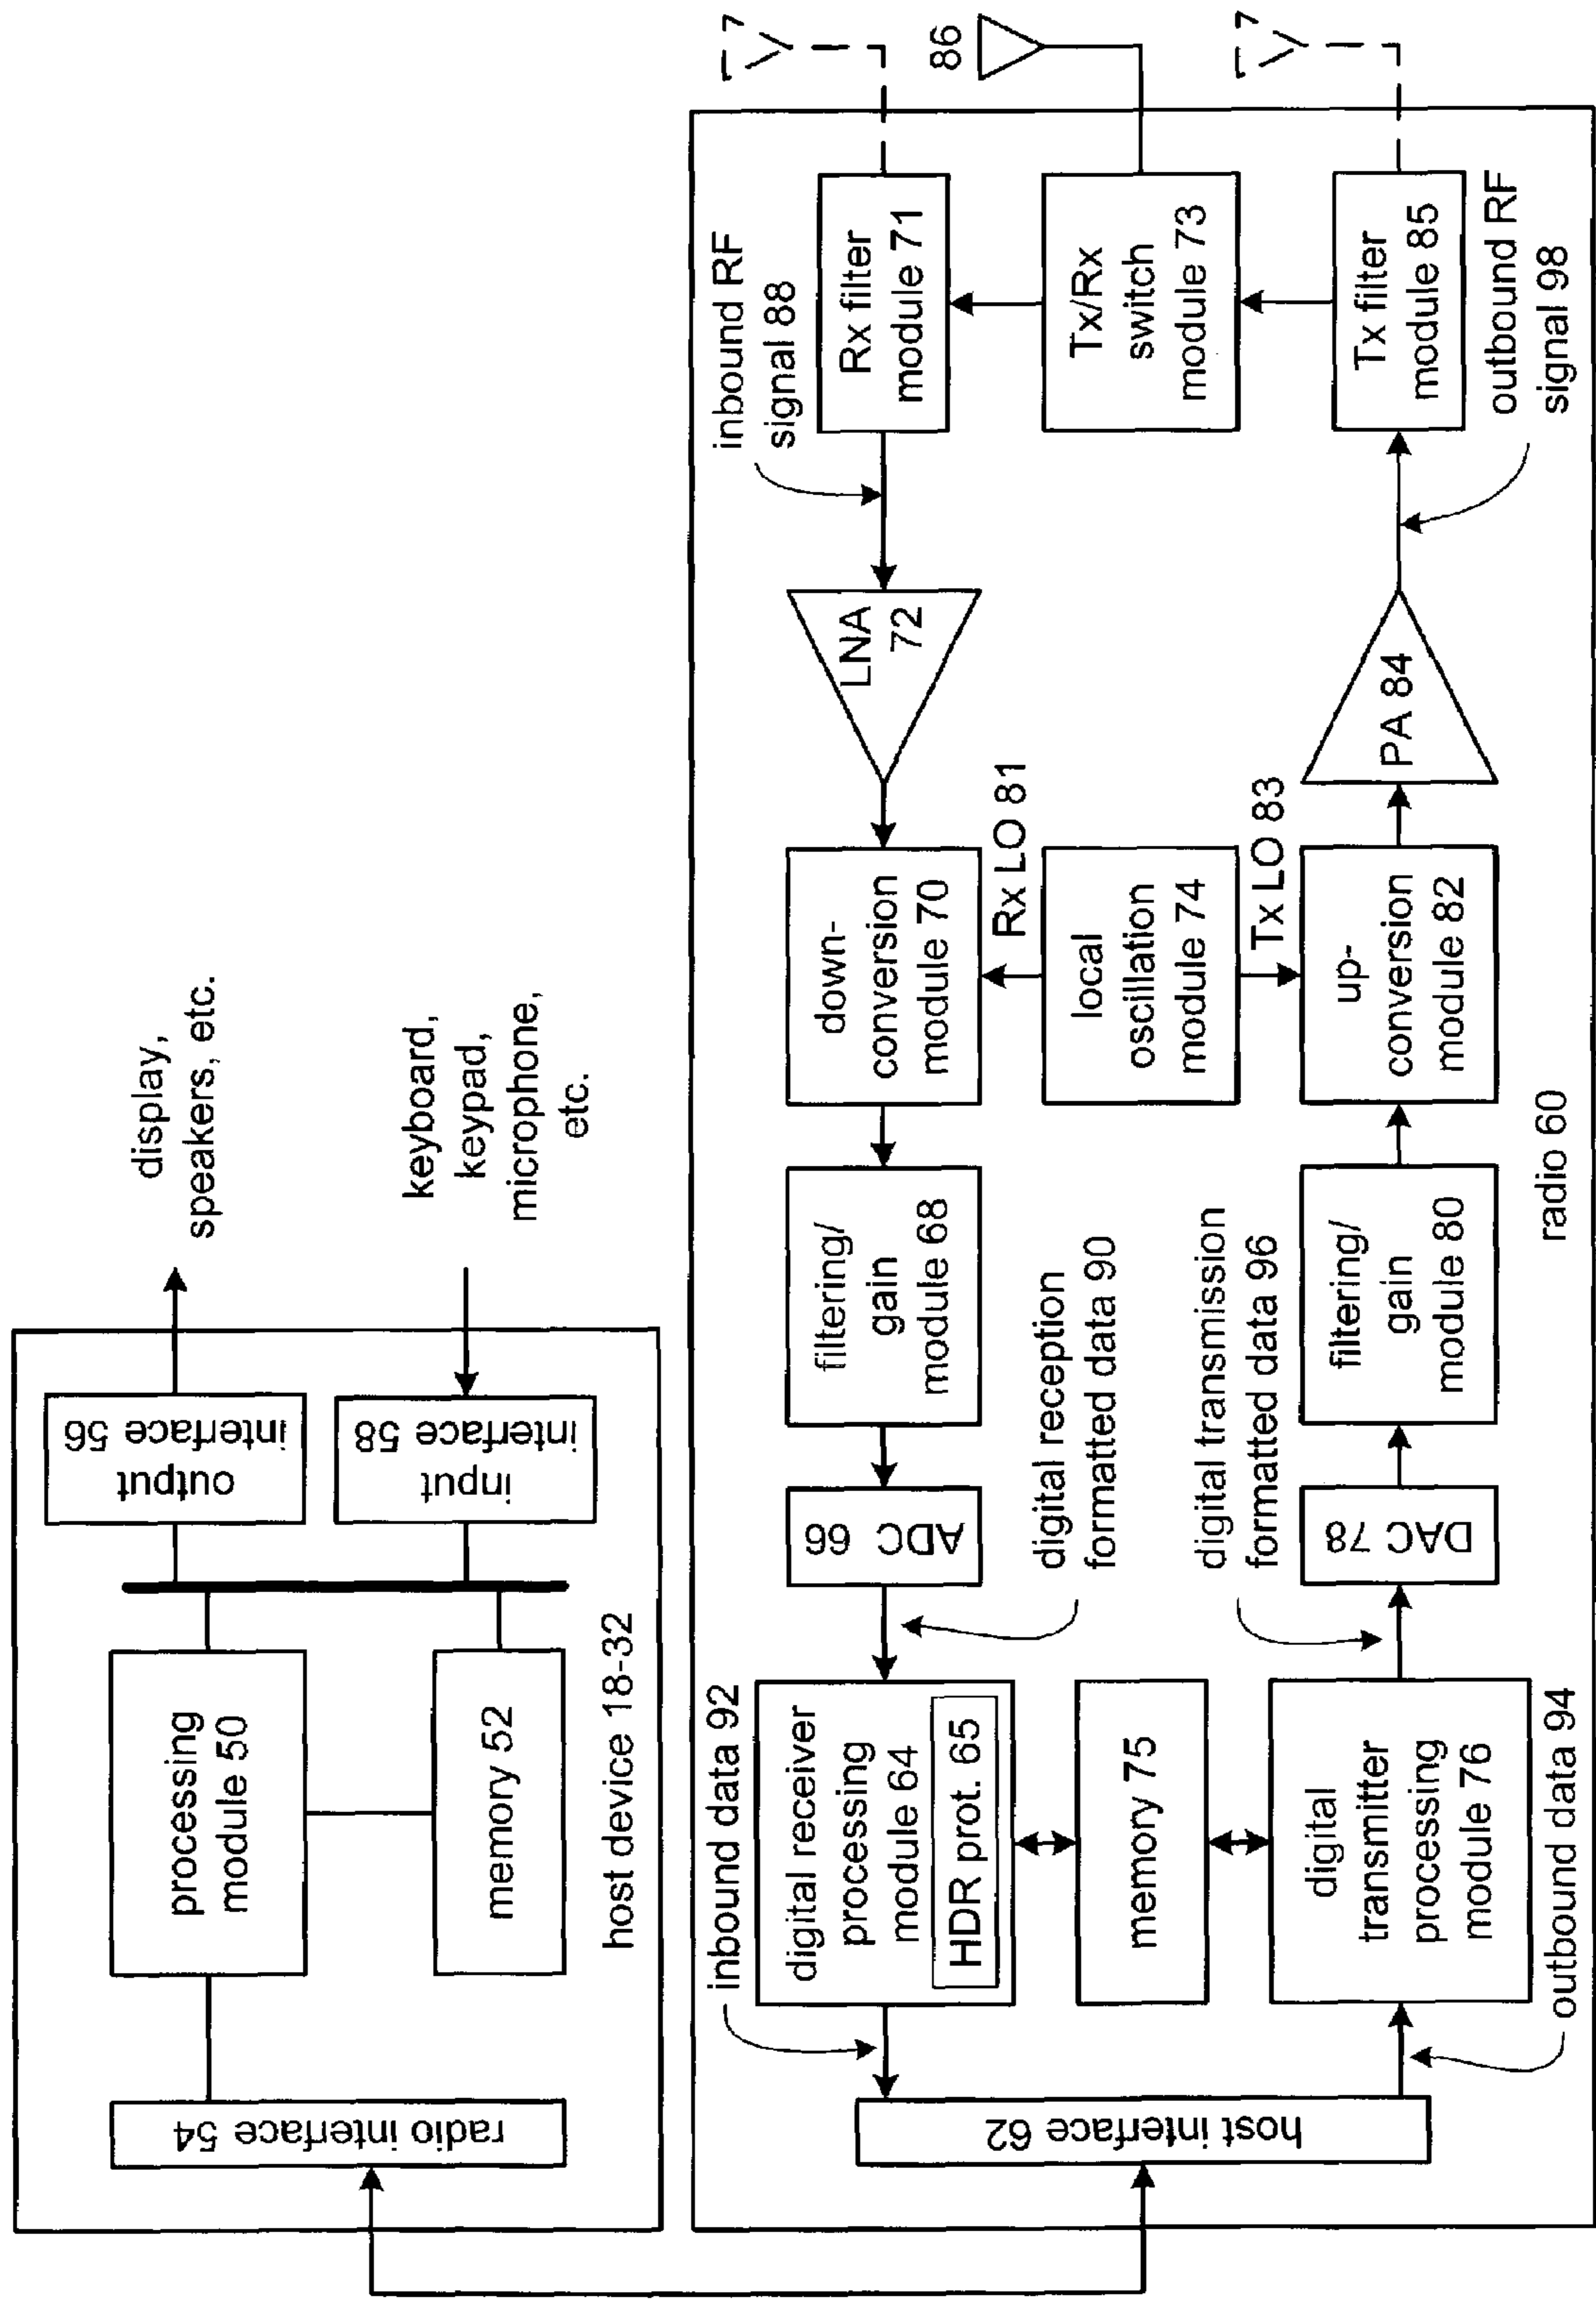 radio interface 54
processing
module 50
memory 52
output
interface 56
input
interface 58
display,
speakers, etc.
keyboard,
keypad,
microphone,
etc.
host device 18-32
host interface 62
inbound data 92
digital receiver
processing
module 64
HDR prot. 65
memory 75
digital
transmitter
processing
module 76
outbound data 94
ADC 66
digital reception
formatted data 90
digital transmission
formatted data 96
DAC 78
filtering/
gain
module 68
filtering/
gain
module 80
down-
conversion
module 70
Rx LO 81
local
oscillation
module 74
Tx LO 83
up-
conversion
module 82
radio 60
LNA
72
PA 84
inbound RF
signal 88
Rx filter
module 71
Tx/Rx
switch
module 73
Tx filter
module 85
outbound RF
signal 98
86